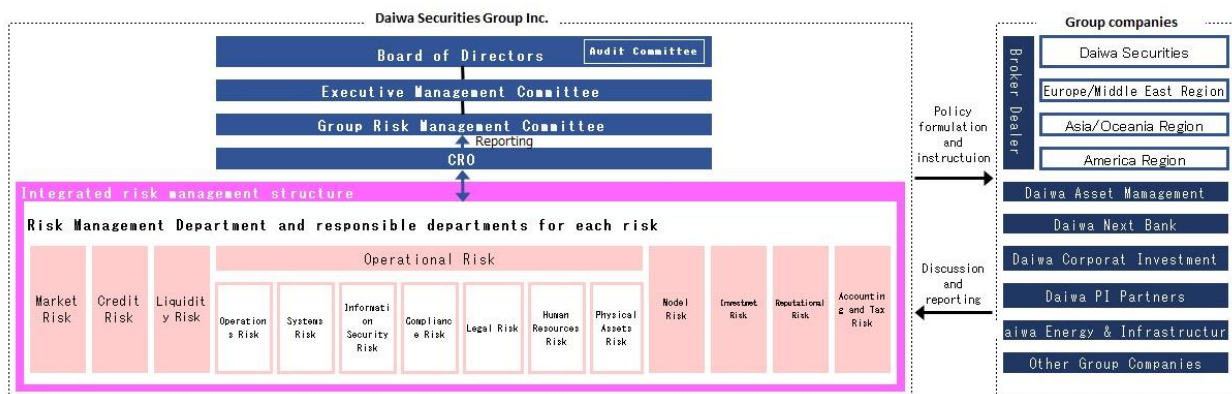 Daiwa Securities Group Inc.
Board of Directors
Audit Committee
Executive Management Committee
Group Risk Management Committee
Reporting
CRO
Integrated risk management structure
Risk Management Department and responsible departments for each risk
Market
Risk
Credit
Risk
Liquidit
y Risk
Operational Risk
Operation
s Risk
Systems
Risk
Informati
on
Security
Risk
Complian
ce Risk
Legal Risk
Human
Resources
Risk
Physical
Assets
Risk
Model
Risk
Investmet
Risk
Reputational
Risk
Accountin
g and Tax
Risk
Policy
formulation
and
instructuion
Discussion
and
reporting
Group companies
Broker Dealer
Daiwa Securities
Europe/Middle East Region
Asia/Oceania Region
America Region
Daiwa Asset Mamagement
Daiwa Next Bank
Daiwa Corporat Investment
Daiwa PI Partners
aiwa Energy & Infrastructur
Other Group Companies